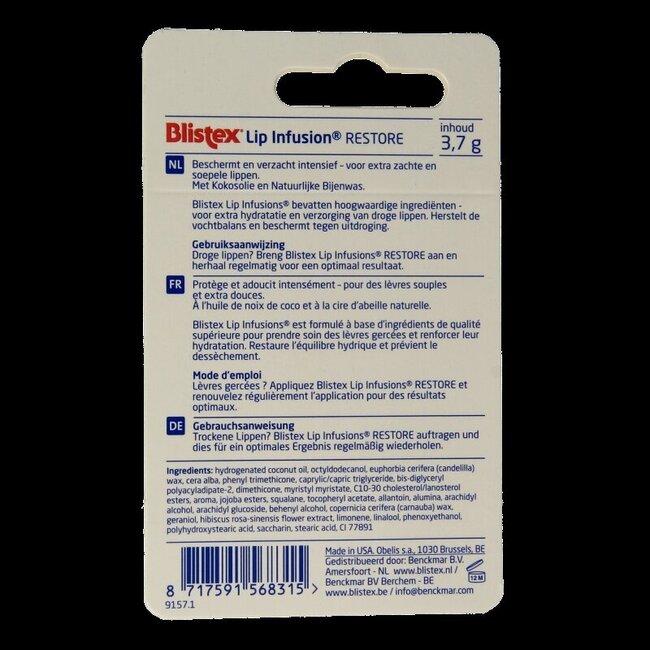 Blistex® Lip Infusion® RESTORE
inhoud
3,7 g
NL Beschermt en verzacht intensief - voor extra zachte en
soepele lippen.
Met Kokosolie en Natuurlijke Bijenwas.
Blistex Lip Infusions® bevatten hoogwaardige ingrediënten -
voor extra hydratatie en verzorging van droge lippen. Herstelt de
vochtbalans en beschermt tegen uitdroging.
Gebruiksaanwijzing
Droge lippen? Breng Blistex Lip Infusions® RESTORE aan en
herhaal regelmatig voor een optimaal resultaat.
FR Protège et adoucit intensément – pour des lèvres souples
et extra douces.
À l'huile de noix de coco et à la cire d'abeille naturelle.
Blistex Lip Infusions® est formulé à base d'ingrédients de qualité
supérieure pour prendre soin des lèvres gercées et renforcer leur
hydratation. Restaure l'équilibre hydrique et prévient le
dessèchement.
Mode d'emploi
Lèvres gercées ? Appliquez Blistex Lip Infusions® RESTORE et
renouvelez régulièrement l'application pour des résultats
optimaux.
DE Gebrauchsanweisung
Trockene Lippen? Blistex Lip Infusions® RESTORE auftragen und
dies für ein optimales Ergebnis regelmäßig wiederholen.
Ingredients: hydrogenated coconut oil, octyldodecanol, euphorbia cerifera (candelilla)
wax, cera alba, phenyl trimethicone, caprylic/capric triglyceride, bis-diglyceryl
polyacyladipate-2, dimethicone, myristyl myristate, C10-30 cholesterol/lanosterol
esters, aroma, jojoba esters, squalane, tocopheryl acetate, allantoin, alumina, arachidyl
alcohol, arachidyl glucoside, behenyl alcohol, copernicia cerifera (carnauba) wax,
geraniol, hibiscus rosa-sinensis flower extract, limonene, linalool, phenoxyethanol,
polyhydroxystearic acid, saccharin, stearic acid, CI 77891
8 717591 568315 >
9157.1
Made in USA. Obelis s.a., 1030 Brussels, BE
Gedistribueerd door: Benckmar B.V.
Amersfoort - NL www.blistex.nl /
Benckmar BV Berchem - BE
www.blistex.be / info@benckmar.com
12 M